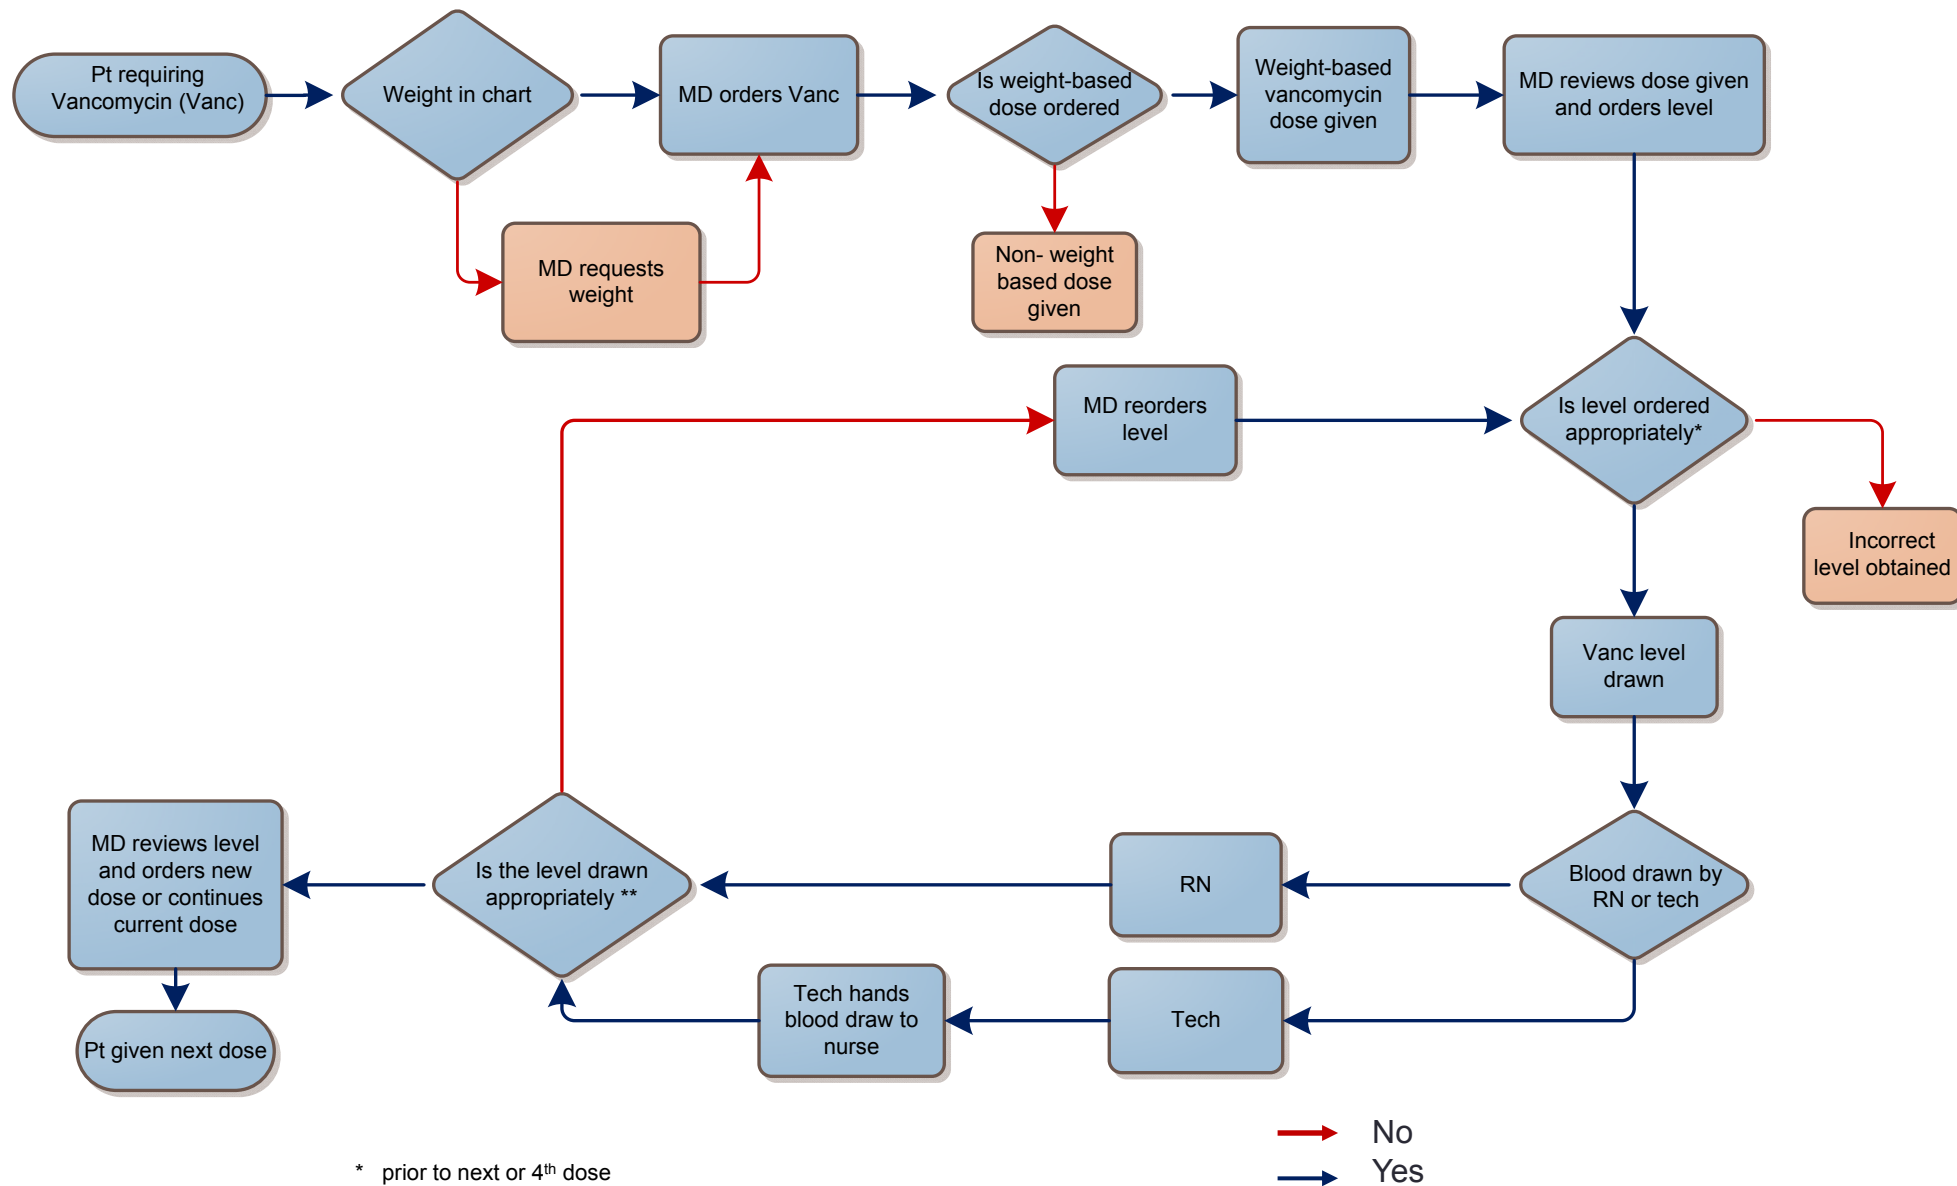 Pt requiring
Vancomycin (Vanc)
Weight in chart
MD orders Vanc
Is weight-based
dose ordered
Weight-based
vancomycin
dose given
MD reviews dose given
and orders level
MD requests
weight
Non- weight
based dose
given
MD reorders
level
Is level ordered
appropriately*
Incorrect
level obtained
Vanc level
drawn
MD reviews level
and orders new
dose or continues
current dose
Is the level drawn
appropriately **
RN
Blood drawn by
RN or tech
Tech hands
blood draw to
nurse
Tech
Pt given next dose
No
Yes
* prior to next or 4th dose